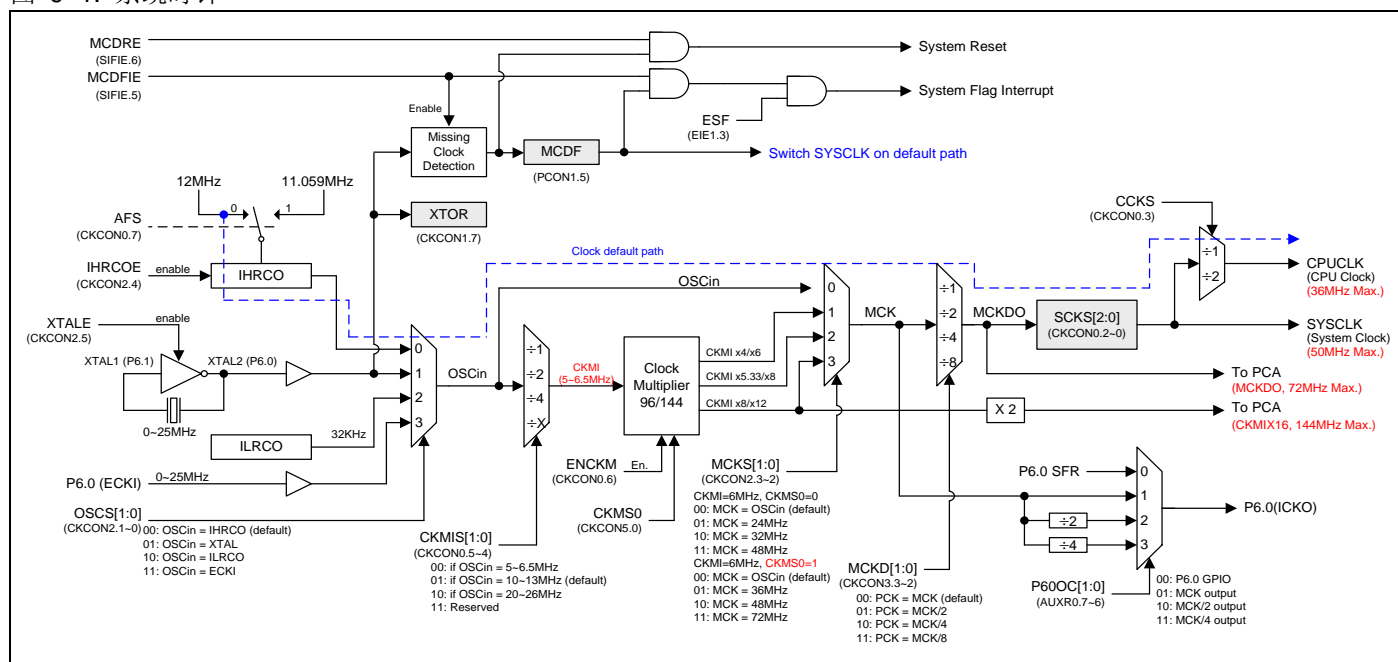 MCDRE
(SIFIE.6)
System Reset
MCDFIE
(SIFIE.5)
Enable
System Flag Interrupt
ESF
(EIE1.3)
Missing
Clock
Detection
MCDF
(PCON1.5)
Switch SYSCLK on default path
12MHz
11.059MHz
0
1
AFS
(CKCON0.7)
XTOR
(CKCON1.7)
CCKS
(CKCON0.3)
IHRCOE
(CKCON2.4)
enable
IHRCO
Clock default path
÷1
÷2
CPUCLK
(CPU Clock)
(36MHz Max.)
OSCin
XTALE
(CKCON2.5)
enable
XTAL1 (P6.1)
XTAL2 (P6.0)
0~25MHz
ILRCO
32KHz
P6.0 (ECKI)
0~25MHz
0
1
2
3
OSCin
OSCS[1:0]
(CKCON2.1~0)
00: OSCin = IHRCO (default)
01: OSCin = XTAL
10: OSCin = ILRCO
11: OSCin = ECKI
÷1
÷2
÷4
÷X
CKMI
(5~6.5MHz)
CKMIS[1:0]
(CKCON0.5~4)
00: if OSCin = 5~6.5MHz
01: if OSCin = 10~13MHz (default)
10: if OSCin = 20~26MHz
11: Reserved
Clock
Multiplier
96/144
CKMI x4/x6
CKMI x5.33/x8
CKMI x8/x12
ENCKM
(CKCON0.6)
En.
CKMS0
(CKCON5.0)
0
1
2
3
MCK
MCKS[1:0]
(CKCON2.3~2)
CKMI=6MHz, CKMS0=0
00: MCK = OSCin (default)
01: MCK = 24MHz
10: MCK = 32MHz
11: MCK = 48MHz
CKMI=6MHz, CKMS0=1
00: MCK = OSCin (default)
01: MCK = 36MHz
10: MCK = 48MHz
11: MCK = 72MHz
÷1
÷2
÷4
÷8
MCKDO
MCKD[1:0]
(CKCON3.3~2)
00: PCK = MCK (default)
01: PCK = MCK/2
10: PCK = MCK/4
11: PCK = MCK/8
SCKS[2:0]
(CKCON0.2~0)
SYSCLK
(System Clock)
(50MHz Max.)
To PCA
(MCKDO, 72MHz Max.)
X 2
To PCA
(CKMIX16, 144MHz Max.)
P6.0 SFR
0
1
2
3
÷2
÷4
P6.0(ICKO)
P60OC[1:0]
(AUXR0.7~6)
00: P6.0 GPIO
01: MCK output
10: MCK/2 output
11: MCK/4 output